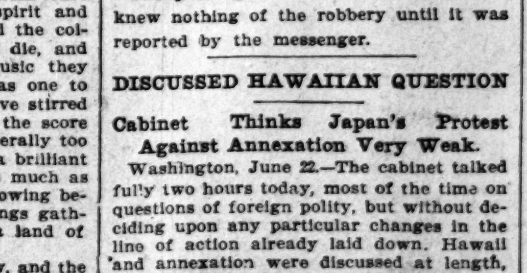 spirit and
the col-
die, and
usic they
as one to
ve stirred
the score
erally too
a brilliant
much as
owing be-
ngs gath-
land of
and the
knew nothing of the robbery until it was
reported by the messenger.
DISCUSSED HAWAIIAN QUESTION
Cabinet Thinks Japan's Protest
Against Annexation Very Weak.
Washington, June 22.—The cabinet talked
fully two hours today, most of the time on
questions of foreign polity, but without de-
ciding upon any particular changes in the
line of action already laid down. Hawaii
and annexation were discussed at length,